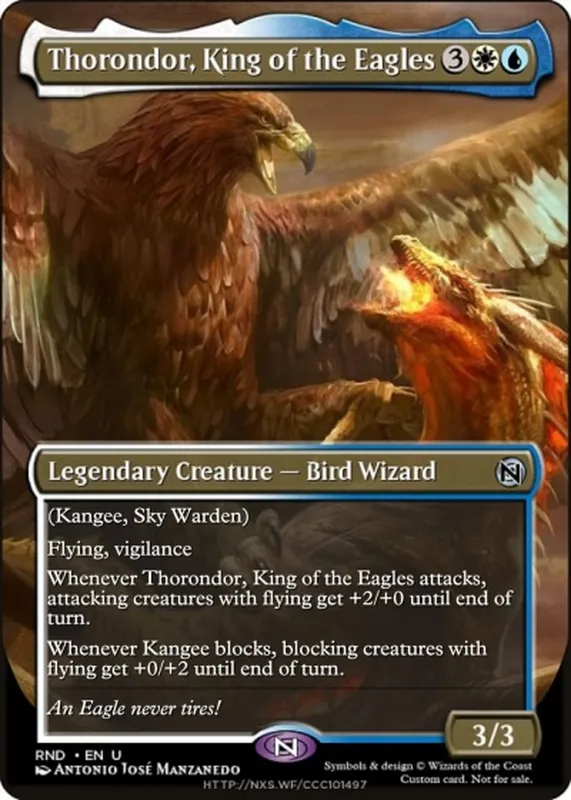 Thorondor, King of the Eagles 3
Legendary Creature — Bird Wizard
(Kangee, Sky Warden)
Flying, vigilance
Whenever Thorondor, King of the Eagles attacks,
attacking creatures with flying get +2/+0 until end of
turn.
Whenever Kangee blocks, blocking creatures with
flying get +0/+2 until end of turn.
An Eagle never tires!
3/3
RND • EN U
Antonio José Manzanedo
Symbols & design © Wizards of the Coast
Custom card. Not for sale.
HTTP://NXS.WF/CCC101497